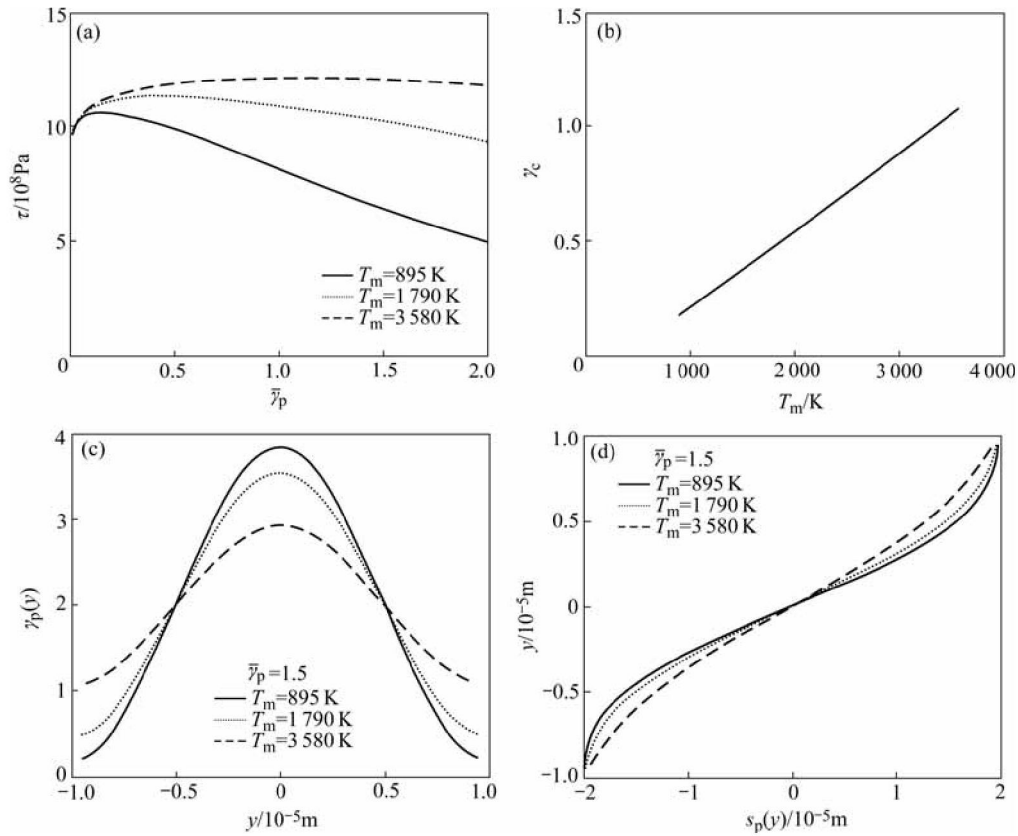 (a)
15
10
5
0
τ/10⁸Pa
T_m=895 K
T_m=1 790 K
T_m=3 580 K
0.5
1.0
1.5
2.0
γ̄_p
(b)
1.5
1.0
0.5
0
γ_c
1 000
2 000
3 000
4 000
T_m/K
(c)
4
3
2
1
0
γ_p(y)
γ̄_p=1.5
T_m=895 K
T_m=1 790 K
T_m=3 580 K
−1.0
−0.5
0
0.5
1.0
y/10⁻⁵m
(d)
1.0
0.5
0
−0.5
−1.0
y/10⁻⁵m
γ̄_p=1.5
T_m=895 K
T_m=1 790 K
T_m=3 580 K
−2
−1
0
1
2
s_p(y)/10⁻⁵m